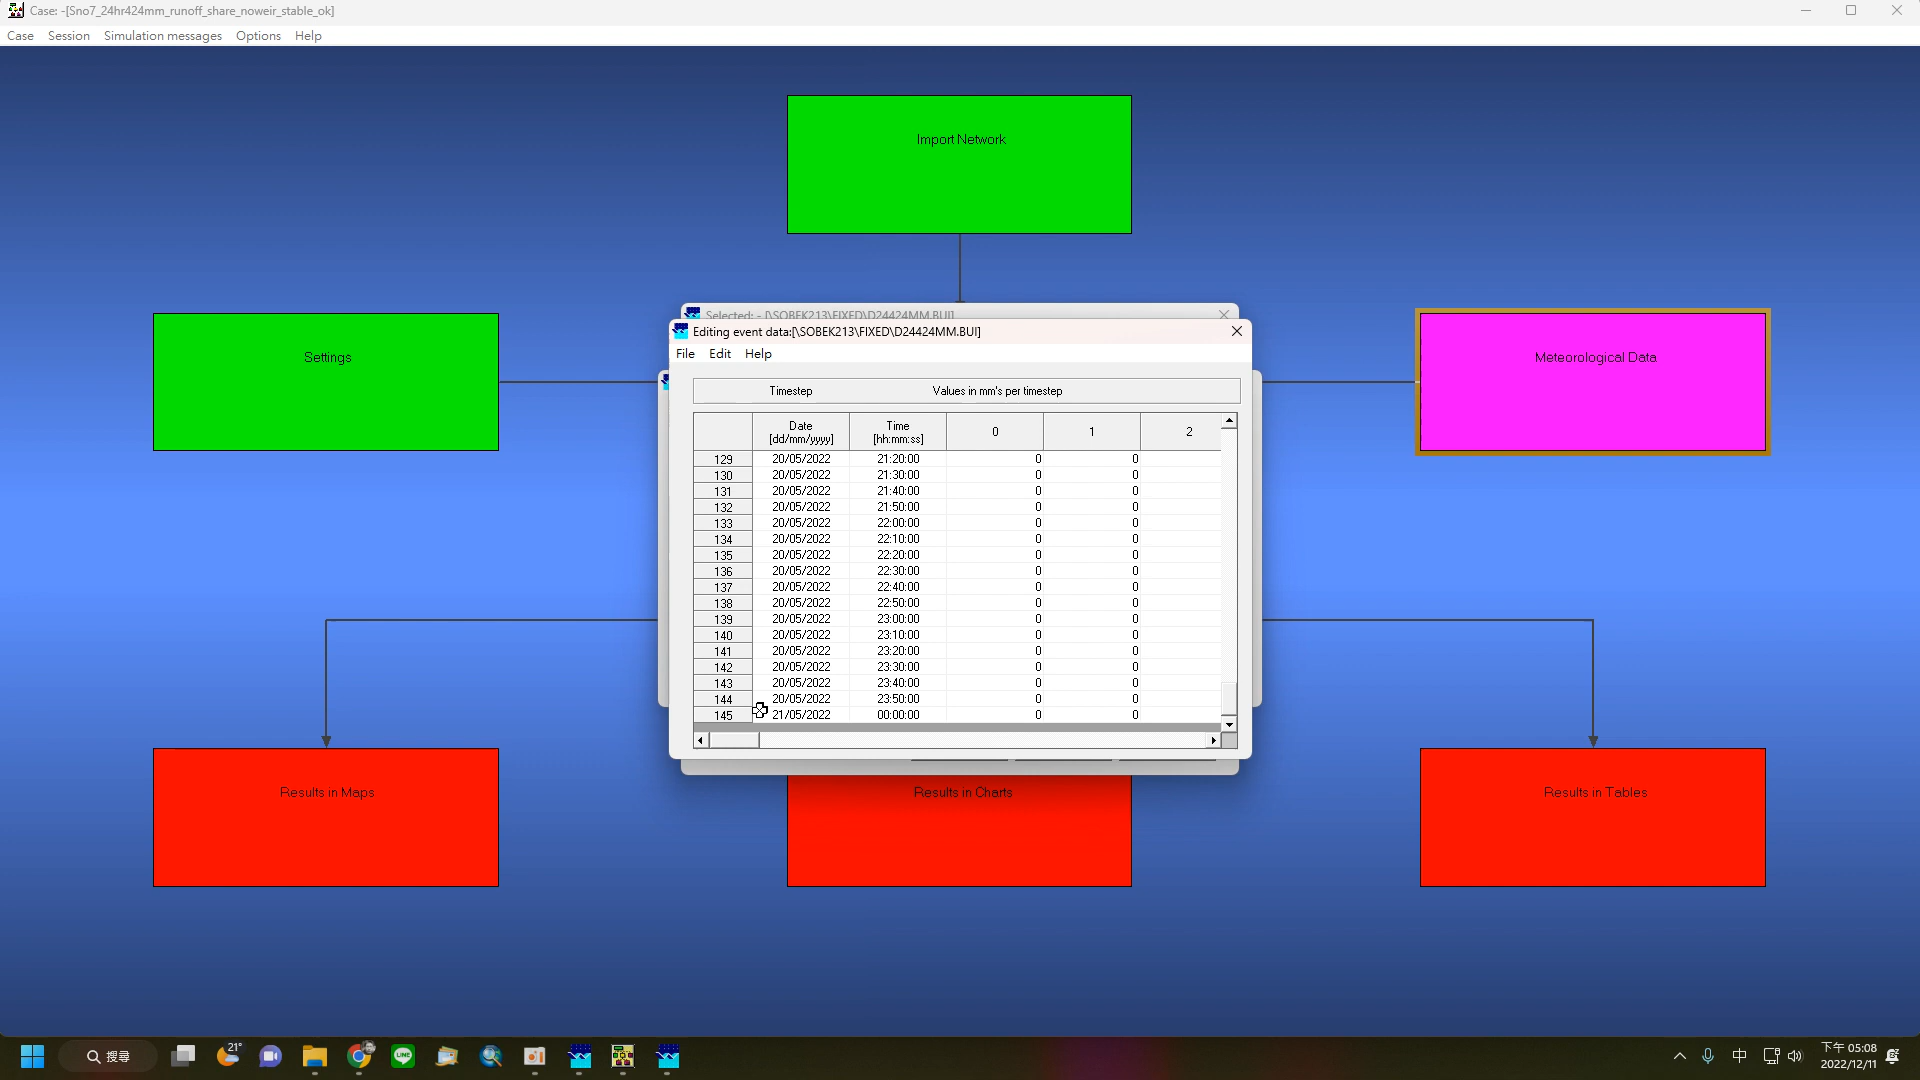 Case: -[Sno7_24hr424mm_runoff_share_noweir_stable_ok]
Case Session Simulation messages Options Help
Import Network
Settings
Meteorological Data
Selected: - [\SOBEK213\FIXED\D24424MM.BUI]
Editing event data:[\SOBEK213\FIXED\D24424MM.BUI]
File Edit Help
Timestep Values in mm's per timestep
Date [dd/mm/yyyy] Time [hh:mm:ss] 0 1 2
129 20/05/2022 21:20:00 0 0
130 20/05/2022 21:30:00 0 0
131 20/05/2022 21:40:00 0 0
132 20/05/2022 21:50:00 0 0
133 20/05/2022 22:00:00 0 0
134 20/05/2022 22:10:00 0 0
135 20/05/2022 22:20:00 0 0
136 20/05/2022 22:30:00 0 0
137 20/05/2022 22:40:00 0 0
138 20/05/2022 22:50:00 0 0
139 20/05/2022 23:00:00 0 0
140 20/05/2022 23:10:00 0 0
141 20/05/2022 23:20:00 0 0
142 20/05/2022 23:30:00 0 0
143 20/05/2022 23:40:00 0 0
144 20/05/2022 23:50:00 0 0
145 21/05/2022 00:00:00 0 0
Results in Maps
Results in Charts
Results in Tables
搜尋
21°
LINE
中
下午 05:08
2022/12/11